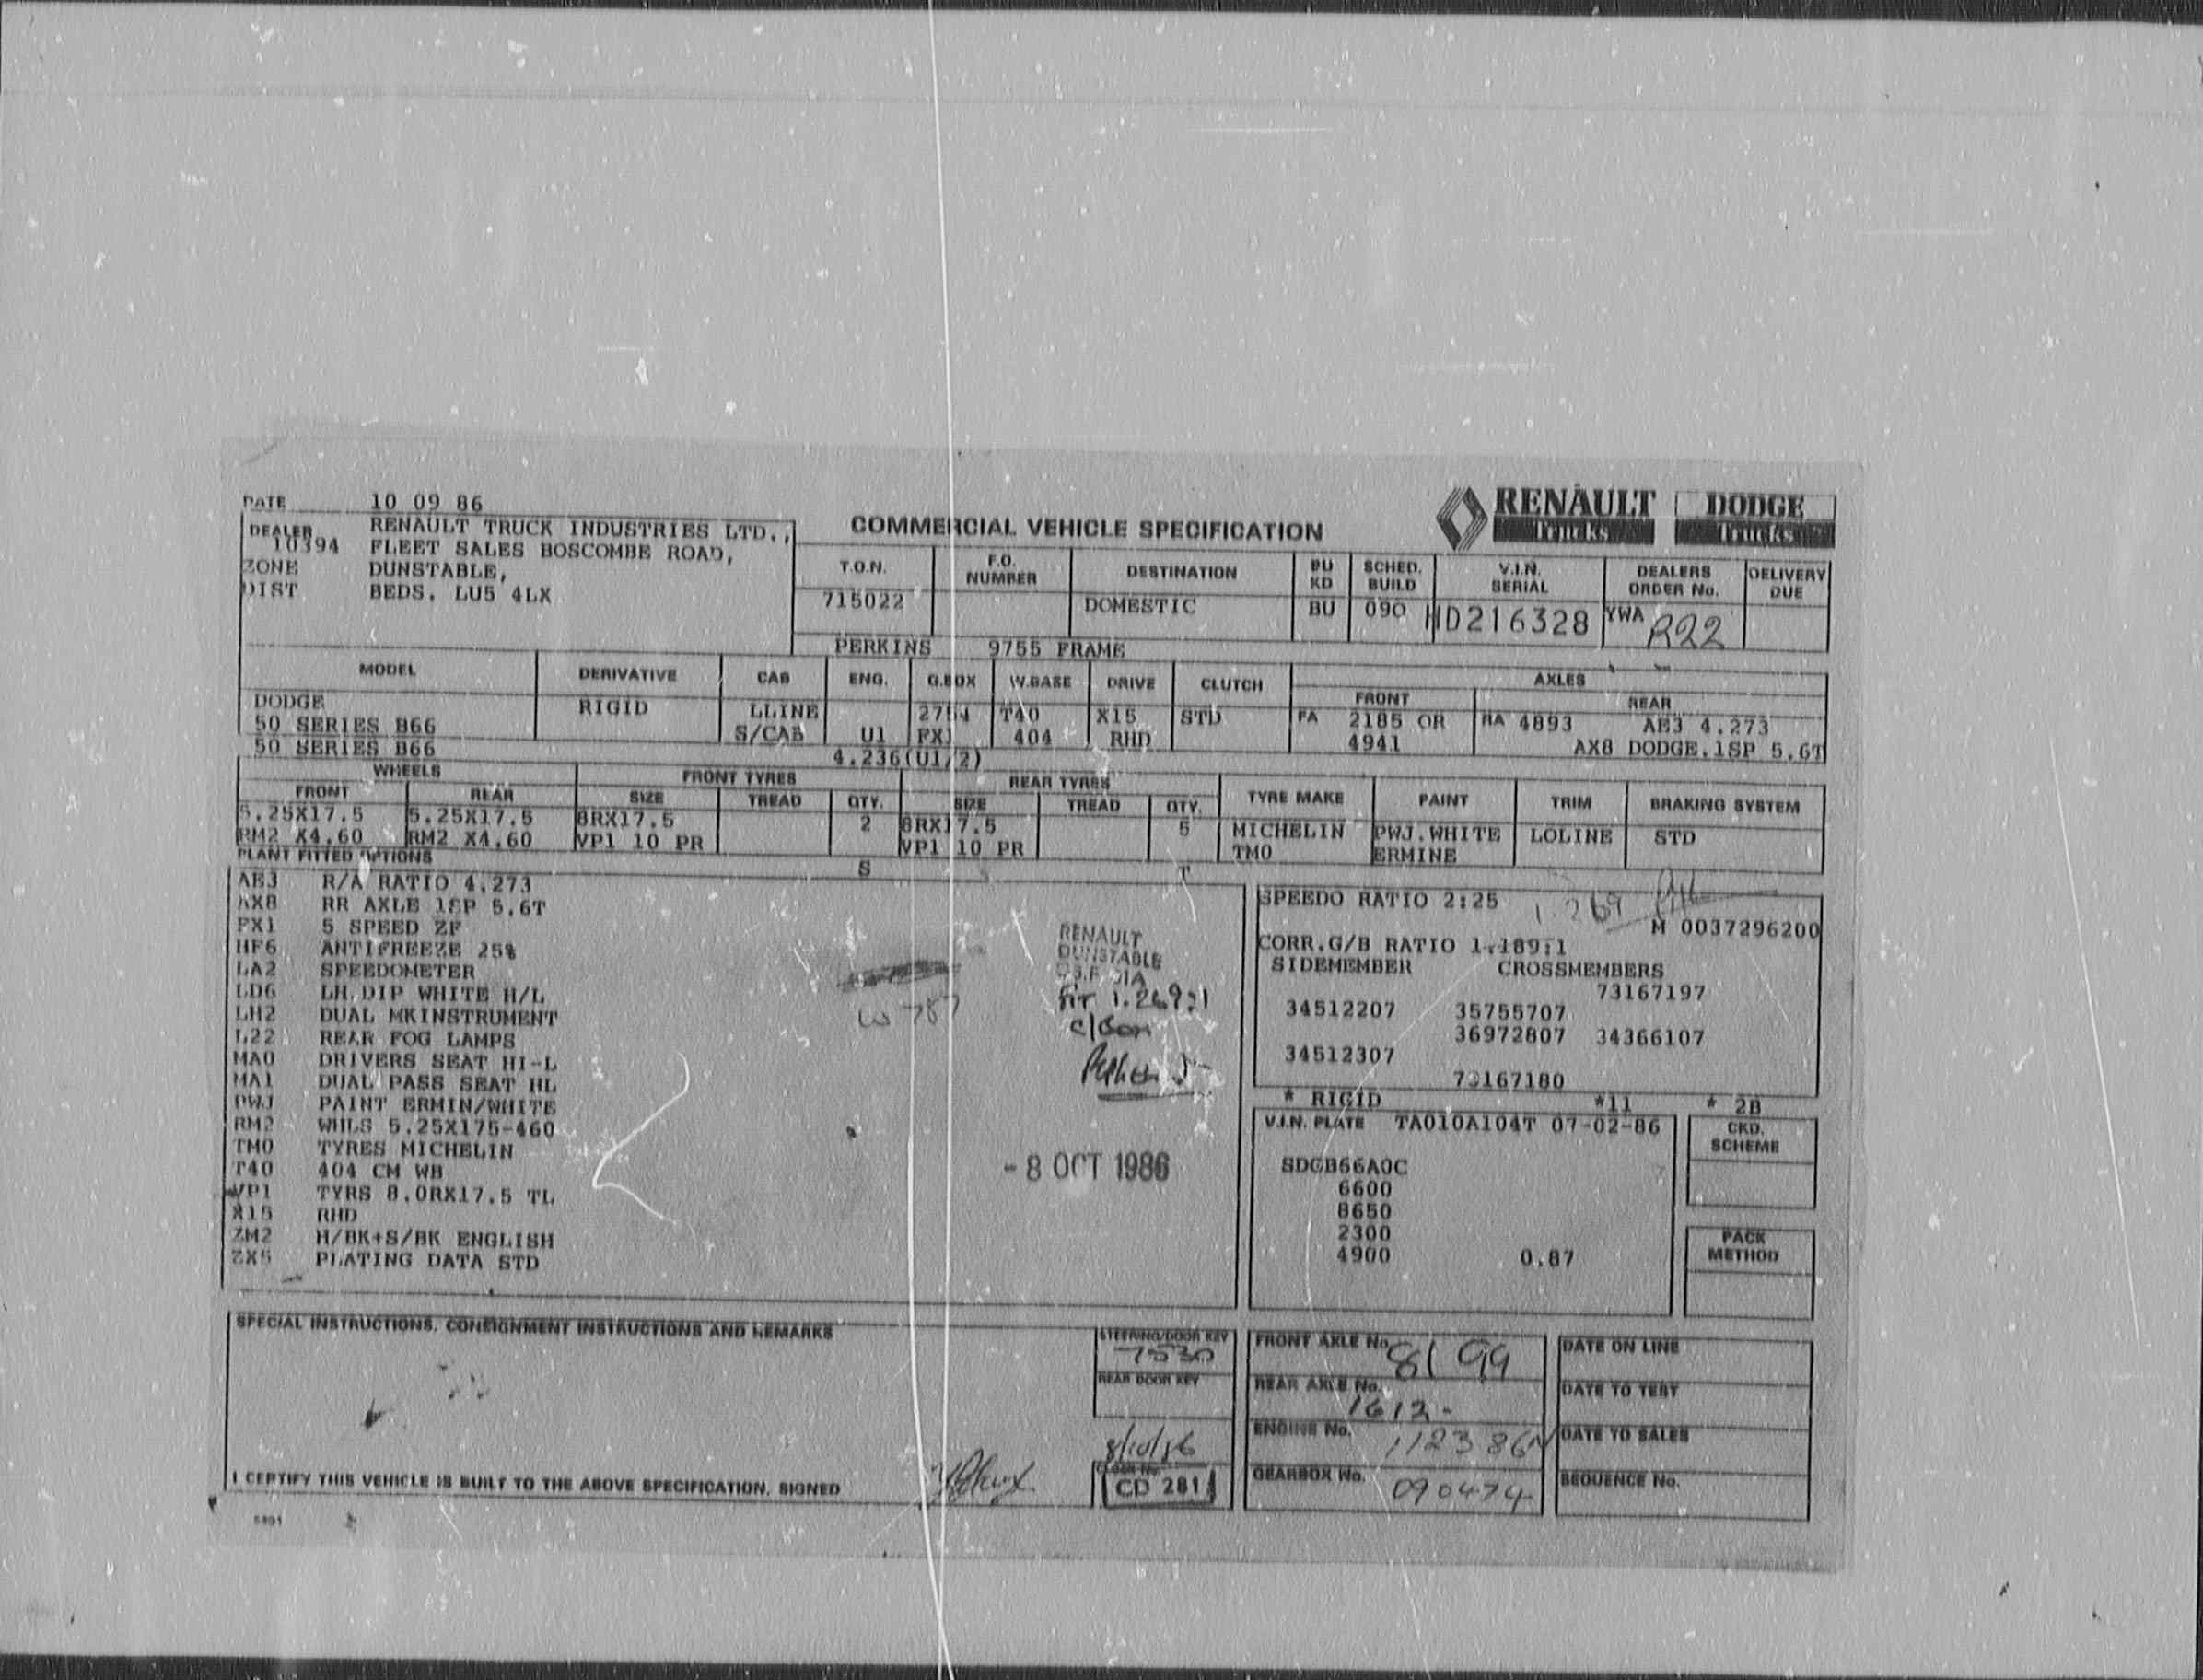 DATE 10 09 86
RENAULT Trucks DODGE Trucks
DEALER 10394 RENAULT TRUCK INDUSTRIES LTD.,
FLEET SALES BOSCOMBE ROAD,
ZONE DUNSTABLE,
DIST BEDS. LU5 4LX
COMMERCIAL VEHICLE SPECIFICATION
T.O.N. F.O. NUMBER DESTINATION BU KD SCHED. BUILD V.I.N. SERIAL DEALERS ORDER No. DELIVERY DUE
715022 DOMESTIC BU 090 HD216328 YWA R22
PERKINS 9755 FRAME
MODEL DERIVATIVE CAB ENG. G.BOX W.BASE DRIVE CLUTCH AXLES
FRONT REAR
DODGE RIGID LLINE 2754 T40 X15 STD FA 2185 OR RA 4893 AE3 4.273
50 SERIES B66 S/CAB U1 PX1 404 RHD 4941 AX8 DODGE.1SP 5.6T
50 SERIES B66 4.236(U1/2)
WHEELS FRONT TYRES REAR TYRES TYRE MAKE PAINT TRIM BRAKING SYSTEM
FRONT REAR SIZE TREAD QTY. SIZE TREAD QTY.
5.25X17.5 5.25X17.5 8RX17.5 2 8RX17.5 5 MICHELIN PWJ.WHITE LOLINE STD
RM2 X4.60 RM2 X4.60 VP1 10 PR VP1 10 PR TM0 ERMINE
PLANT FITTED OPTIONS S T
AE3 R/A RATIO 4.273
AX8 RR AXLE 1SP 5.6T
PX1 5 SPEED ZF
HF6 ANTIFREEZE 25%
LA2 SPEEDOMETER
LD6 LH.DIP WHITE H/L
LH2 DUAL MKINSTRUMENT
L22 REAR FOG LAMPS
MA0 DRIVERS SEAT HI-L
MA1 DUAL PASS SEAT HL
PWJ PAINT ERMIN/WHITE
RM2 WHLS 5.25X175-460
TM0 TYRES MICHELIN
T40 404 CM WB
VP1 TYRS 8.0RX17.5 TL
X15 RHD
ZM2 H/BK+S/BK ENGLISH
ZX5 PLATING DATA STD
RENAULT
DUNSTABLE
Fit 1.269:1
- 8 OCT 1986
SPEEDO RATIO 2:25 1.269
M 0037296200
CORR.G/B RATIO 1.189:1
SIDEMEMBER CROSSMEMBERS
73167197
34512207 35755707
36972807 34366107
34512307
73167180
* RIGID *11 * 2B
V.I.N. PLATE TA010A104T 07-02-86
SDGB66A0C
6600
8650
2300
4900 0.87
CKD. SCHEME
PACK METHOD
SPECIAL INSTRUCTIONS. CONSIGNMENT INSTRUCTIONS AND REMARKS
STEERING/DOOR KEY 7530
REAR DOOR KEY
8/10/86
CLOCK No. CD 281
I CERTIFY THIS VEHICLE IS BUILT TO THE ABOVE SPECIFICATION. SIGNED
FRONT AXLE No. 8199
REAR AXLE No. 1612-
ENGINE No. 112386N
GEARBOX No. 090474
DATE ON LINE
DATE TO TEST
DATE TO SALES
SEQUENCE No.